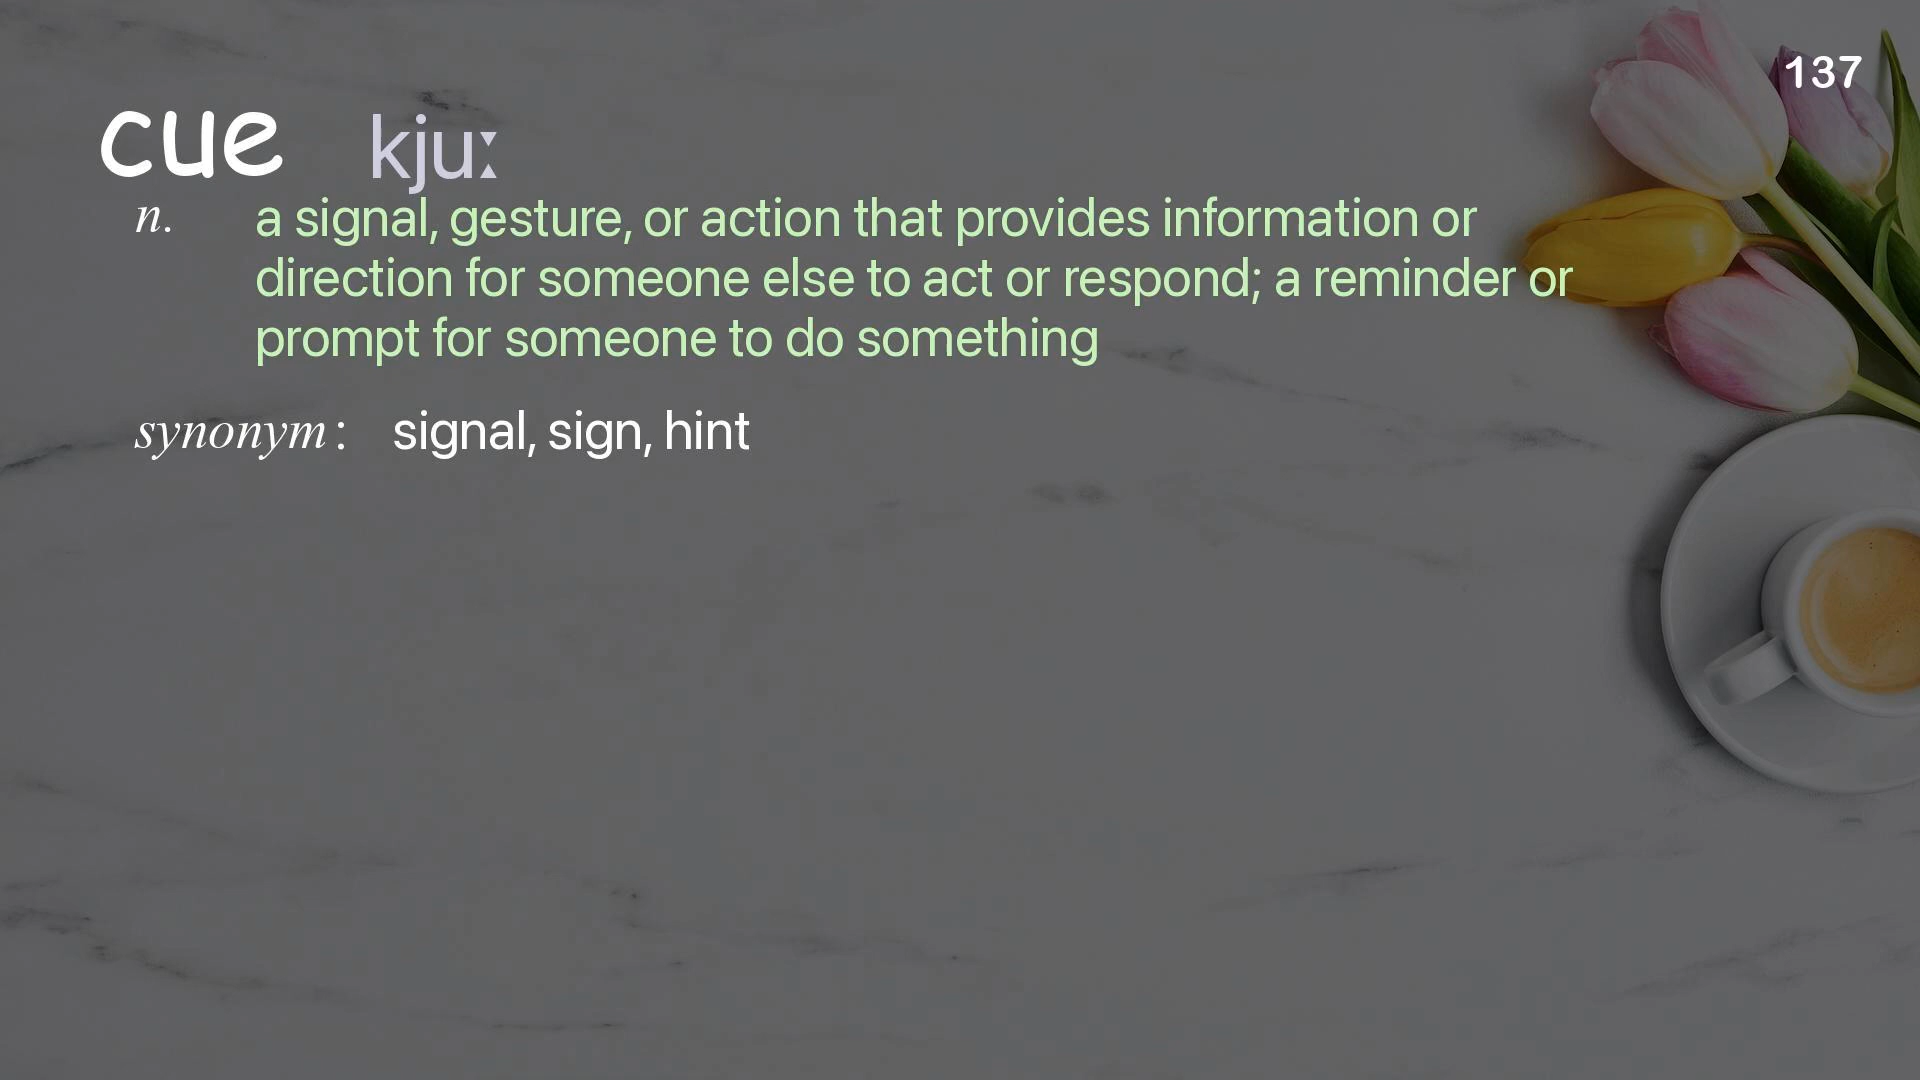 137
cue kjuː
n. a signal, gesture, or action that provides information or
direction for someone else to act or respond; a reminder or
prompt for someone to do something
synonym: signal, sign, hint